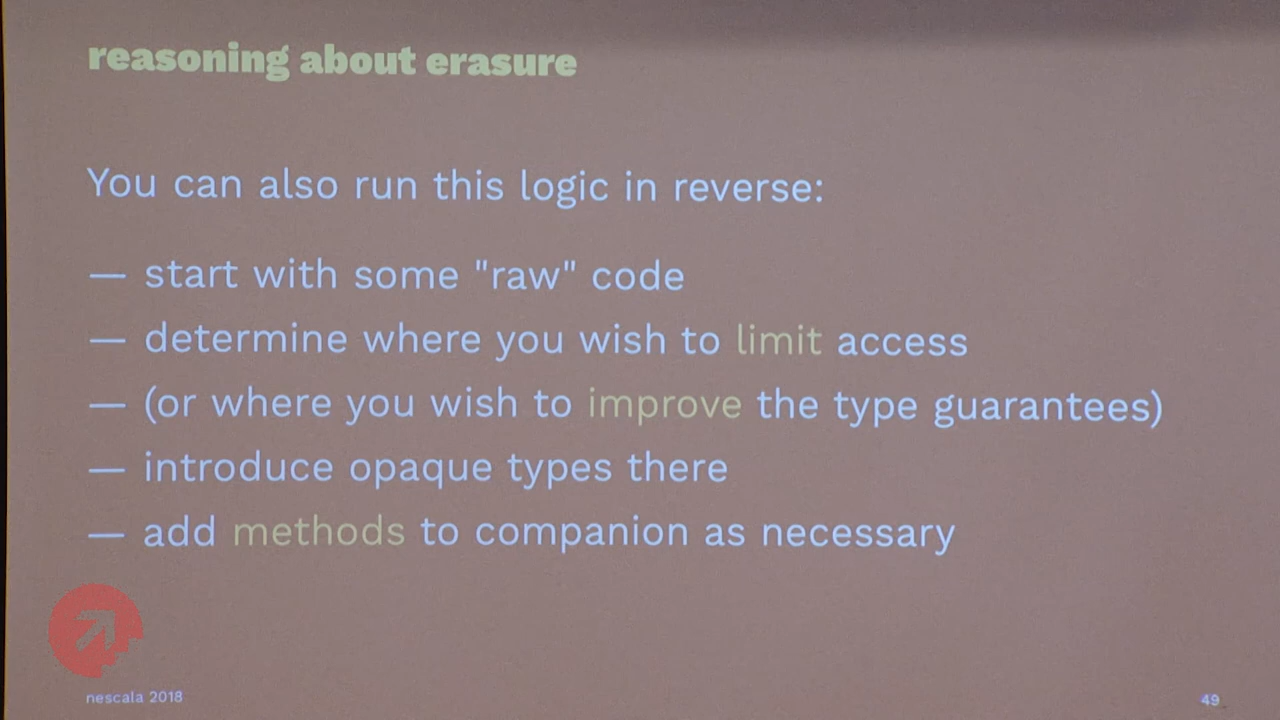 reasoning about erasure
You can also run this logic in reverse:
— start with some "raw" code
— determine where you wish to limit access
— (or where you wish to improve the type guarantees)
— introduce opaque types there
— add methods to companion as necessary
nescala 2018
49